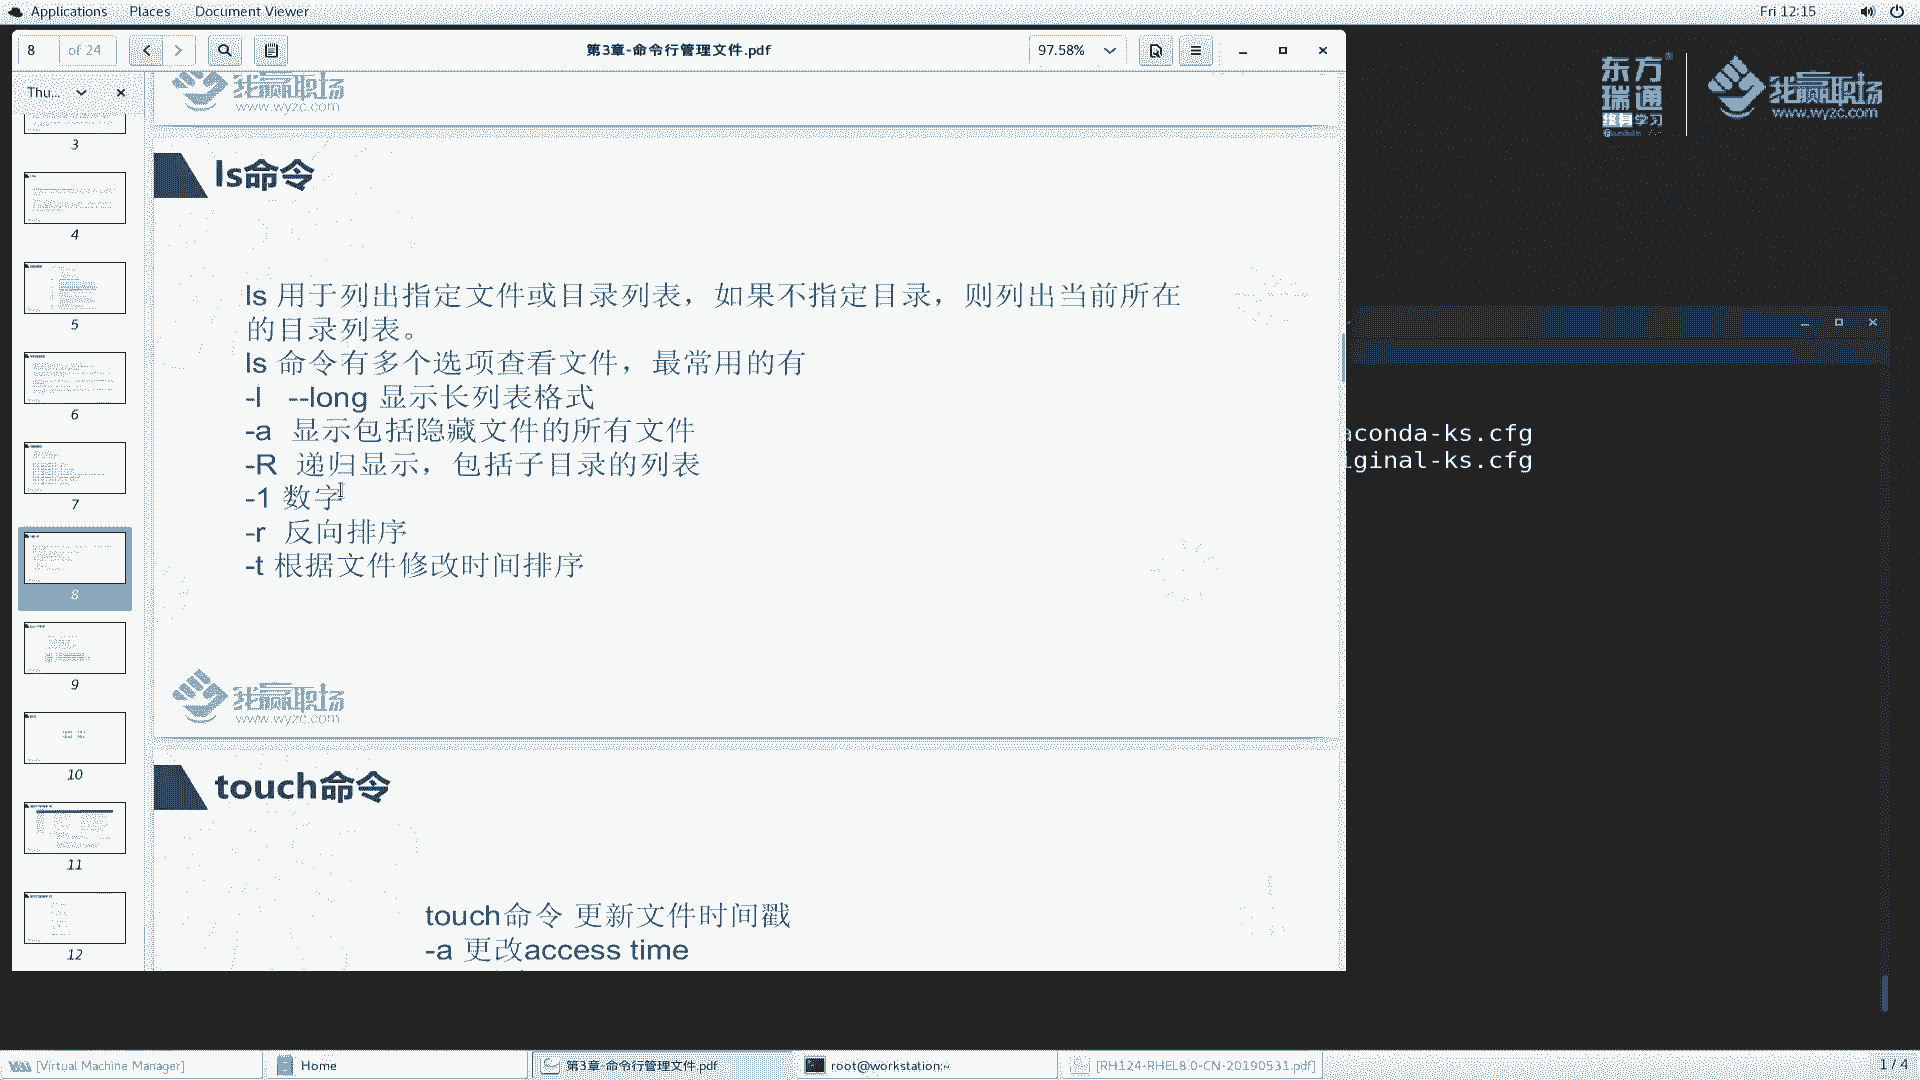 Applications Places Document Viewer Fri 12:15
8 of 24 第3章-命令行管理文件.pdf 97.58%
Thu...
3
4
5
6
7
8
9
10
11
12
我赢职场
www.wyzc.com
ls命令
ls 用于列出指定文件或目录列表，如果不指定目录，则列出当前所在
的目录列表。
ls 命令有多个选项查看文件，最常用的有
-l --long 显示长列表格式
-a 显示包括隐藏文件的所有文件
-R 递归显示，包括子目录的列表
-1 数字
-r 反向排序
-t 根据文件修改时间排序
我赢职场
www.wyzc.com
touch命令
touch命令 更新文件时间戳
-a 更改access time
东方
瑞通
终身学习
我赢职场
www.wyzc.com
aconda-ks.cfg
iginal-ks.cfg
[Virtual Machine Manager] Home 第3章-命令行管理文件.pdf root@workstation:~ [RH124-RHEL8.0-CN-20190531.pdf] 1 / 4